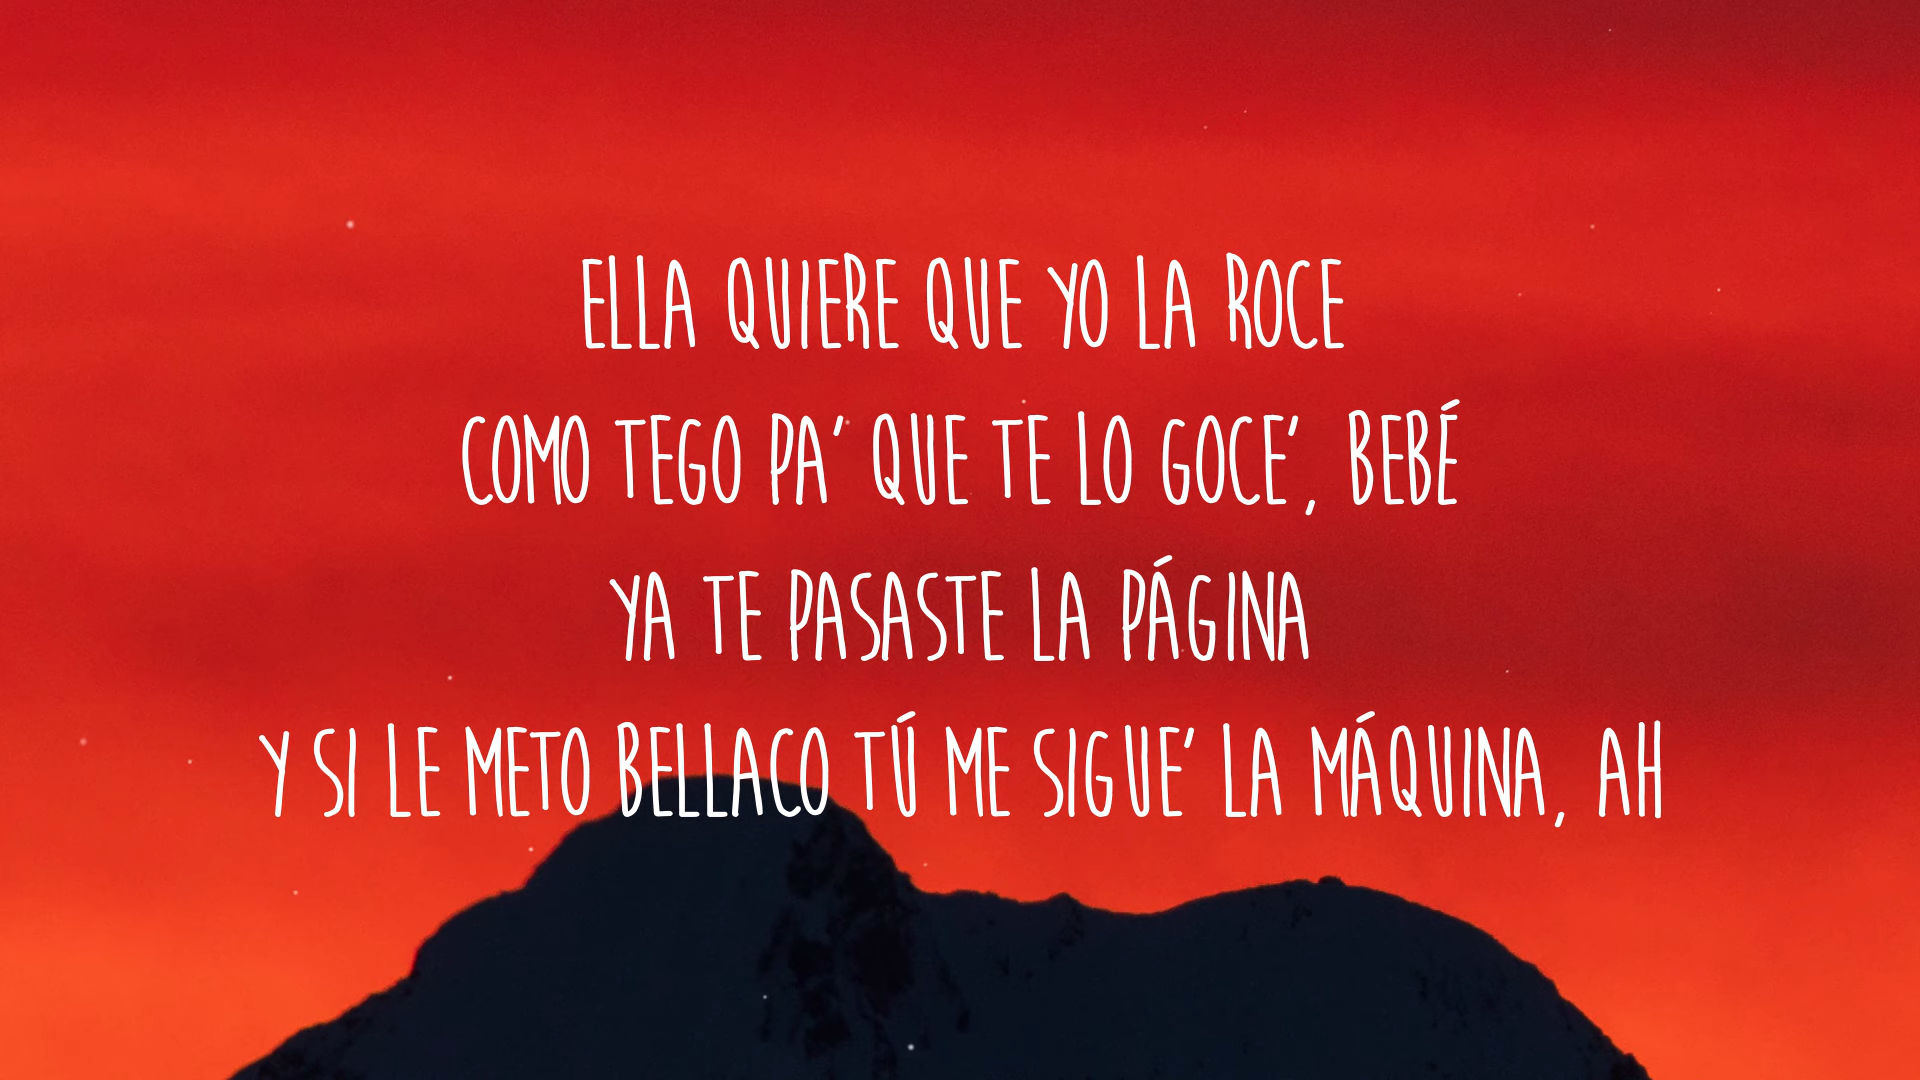 ELLA QUIERE QUE YO LA ROCE
COMO TEGO PA' QUE TE LO GOCE', BEBÉ
YA TE PASASTE LA PÁGINA
Y SI LE METO BELLACO TÚ ME SIGUE' LA MÁQUINA, AH